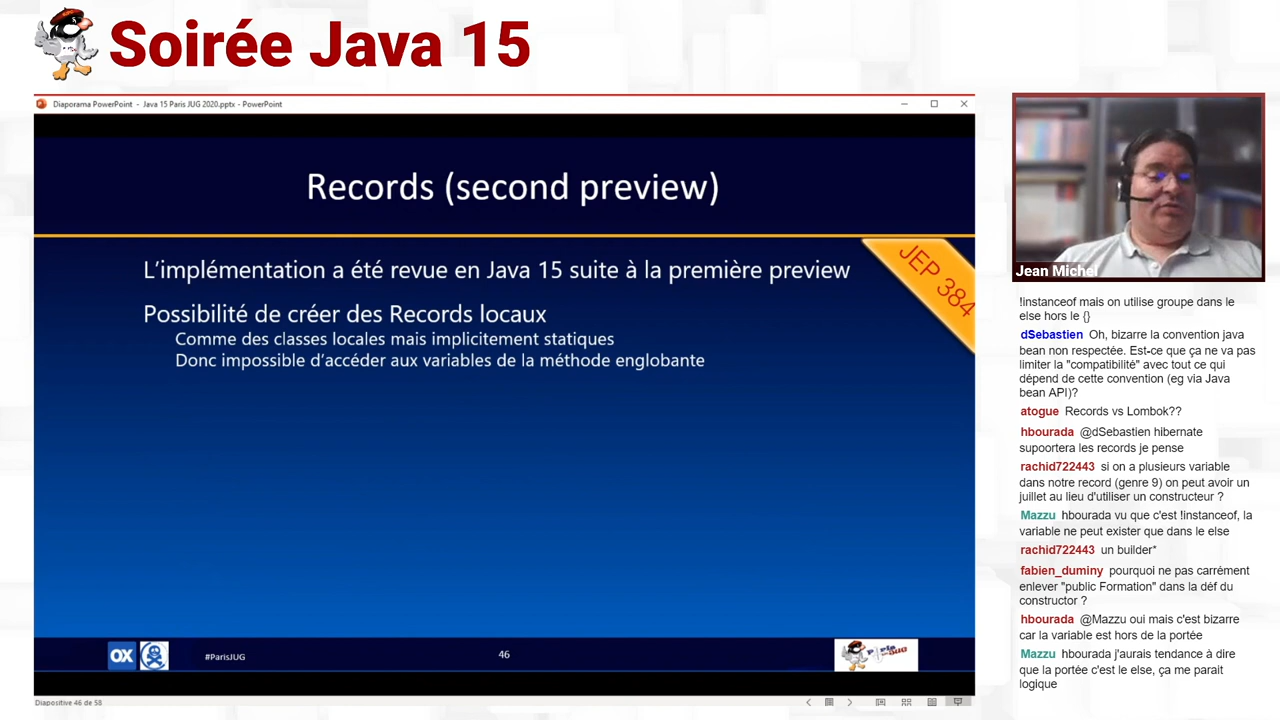 Soirée Java 15
Diaporama PowerPoint - Java 15 Paris JUG 2020.pptx - PowerPoint
Records (second preview)
L'implémentation a été revue en Java 15 suite à la première preview
JEP 384
Possibilité de créer des Records locaux
Comme des classes locales mais implicitement statiques
Donc impossible d'accéder aux variables de la méthode englobante
OX
#ParisJUG
46
Diapositive 46 de 58
Jean Michel
!instanceof mais on utilise groupe dans le
else hors le {}
dSebastien Oh, bizarre la convention java
bean non respectée. Est-ce que ça ne va pas
limiter la "compatibilité" avec tout ce qui
dépend de cette convention (eg via Java
bean API)?
atogue Records vs Lombok??
hbourada @dSebastien hibernate
supoortera les records je pense
rachid722443 si on a plusieurs variable
dans notre record (genre 9) on peut avoir un
juillet au lieu d'utiliser un constructeur ?
Mazzu hbourada vu que c'est !instanceof, la
variable ne peut exister que dans le else
rachid722443 un builder*
fabien_duminy pourquoi ne pas carrément
enlever "public Formation" dans la déf du
constructor ?
hbourada @Mazzu oui mais c'est bizarre
car la variable est hors de la portée
Mazzu hbourada j'aurais tendance à dire
que la portée c'est le else, ça me parait
logique